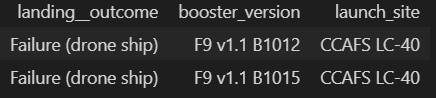 landing__outcome booster_version launch_site
Failure (drone ship) F9 v1.1 B1012 CCAFS LC-40
Failure (drone ship) F9 v1.1 B1015 CCAFS LC-40